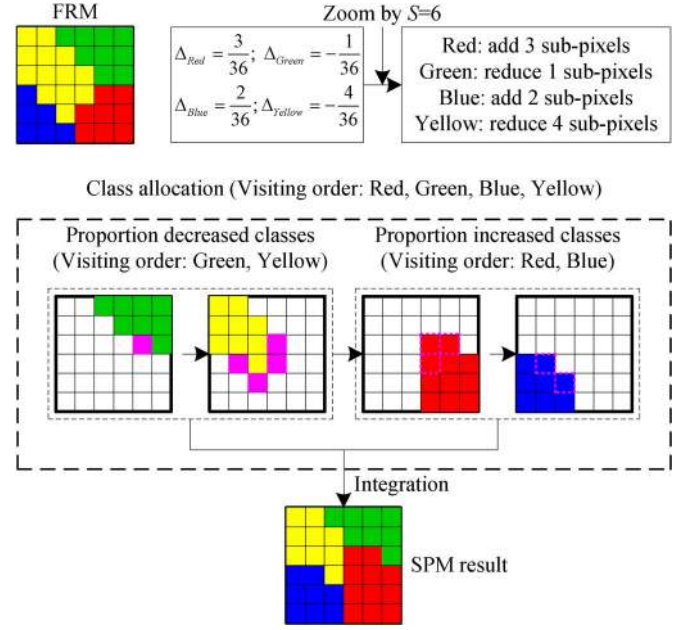 FRM
Zoom by S=6
Δ_Red = 3/36; Δ_Green = −1/36
Δ_Blue = 2/36; Δ_Yellow = −4/36
Red: add 3 sub-pixels
Green: reduce 1 sub-pixels
Blue: add 2 sub-pixels
Yellow: reduce 4 sub-pixels
Class allocation (Visiting order: Red, Green, Blue, Yellow)
Proportion decreased classes
(Visiting order: Green, Yellow)
Proportion increased classes
(Visiting order: Red, Blue)
Integration
SPM result